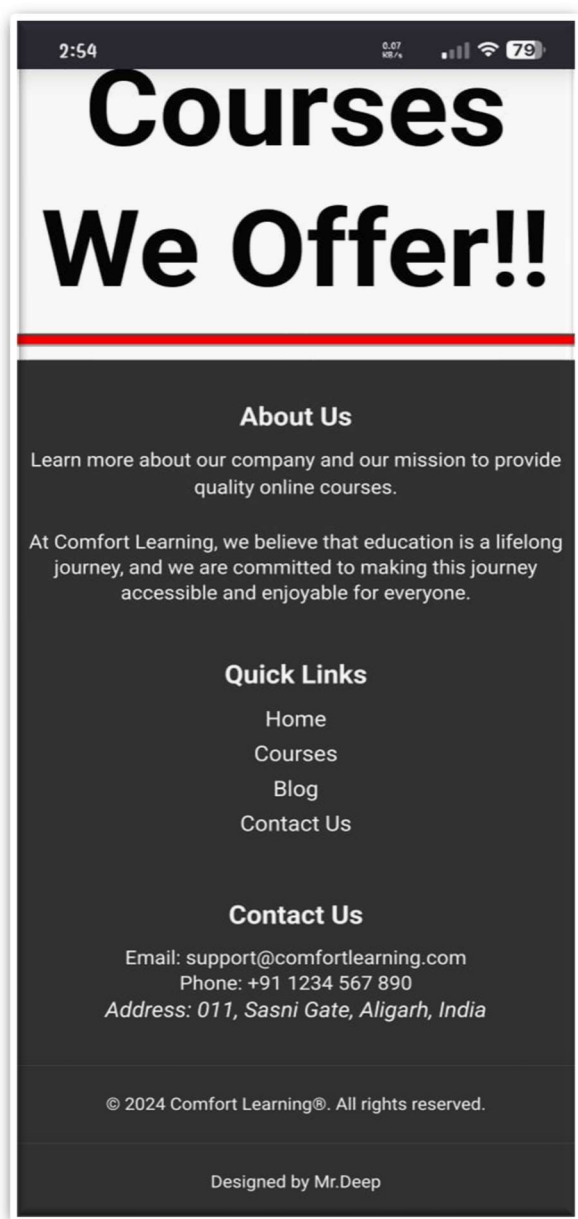 2:54
0.07
KB/s
79
Courses
We Offer!!
About Us
Learn more about our company and our mission to provide
quality online courses.
At Comfort Learning, we believe that education is a lifelong
journey, and we are committed to making this journey
accessible and enjoyable for everyone.
Quick Links
Home
Courses
Blog
Contact Us
Contact Us
Email: support@comfortlearning.com
Phone: +91 1234 567 890
Address: 011, Sasni Gate, Aligarh, India
© 2024 Comfort Learning®. All rights reserved.
Designed by Mr.Deep